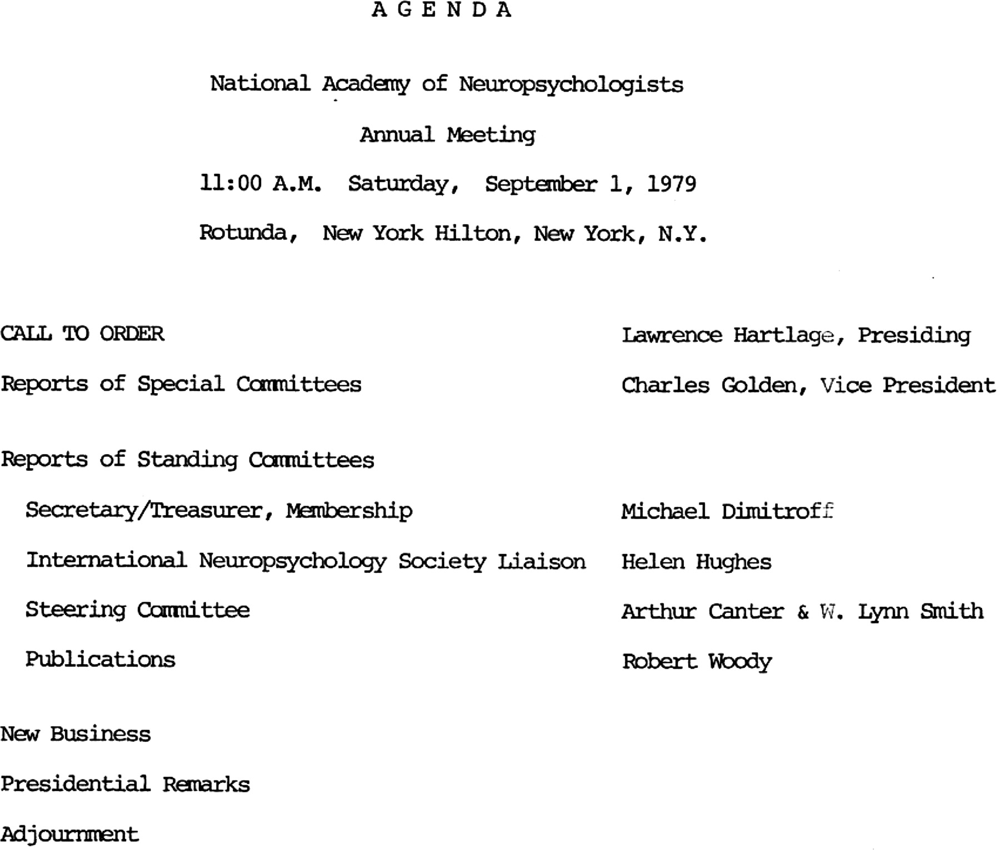 A G E N D A
National Academy of Neuropsychologists
Annual Meeting
11:00 A.M. Saturday, September 1, 1979
Rotunda, New York Hilton, New York, N.Y.
CALL TO ORDER Lawrence Hartlage, Presiding
Reports of Special Committees Charles Golden, Vice President
Reports of Standing Committees
Secretary/Treasurer, Membership Michael Dimitroff
International Neuropsychology Society Liaison Helen Hughes
Steering Committee Arthur Canter & W. Lynn Smith
Publications Robert Woody
New Business
Presidential Remarks
Adjournment